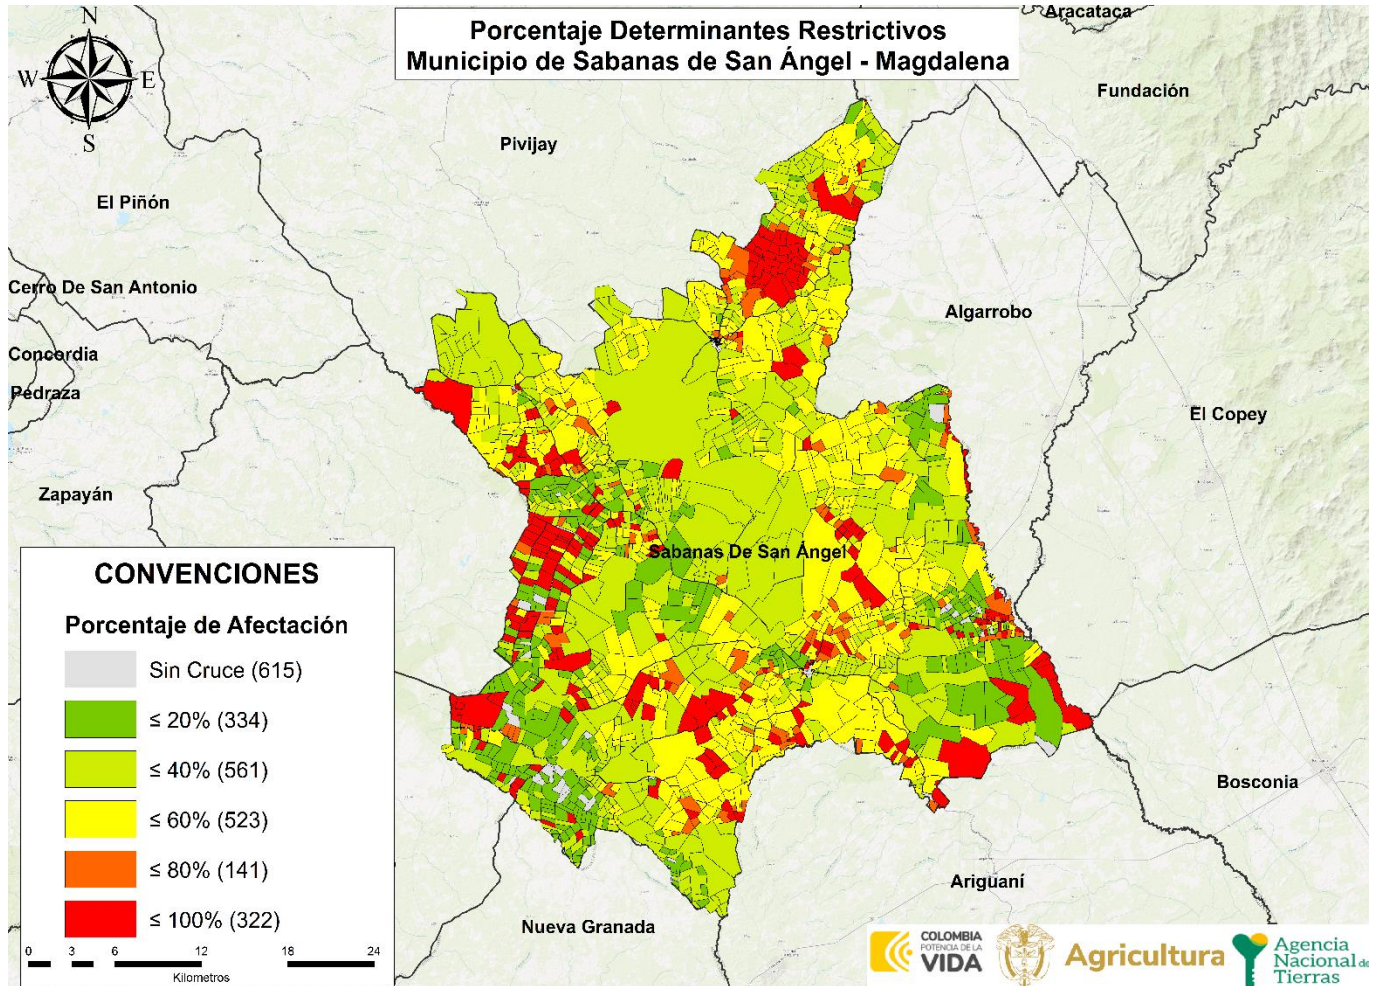 Porcentaje Determinantes Restrictivos
Municipio de Sabanas de San Ángel - Magdalena
N
W
E
S
Aracataca
Fundación
Pivijay
El Piñón
Cerro De San Antonio
Algarrobo
Concordia
Pedraza
El Copey
Zapayán
Sabanas De San Ángel
CONVENCIONES
Porcentaje de Afectación
Sin Cruce (615)
≤ 20% (334)
≤ 40% (561)
≤ 60% (523)
≤ 80% (141)
≤ 100% (322)
0 3 6 12 18 24
Kilometros
Bosconia
Ariguaní
Nueva Granada
COLOMBIA
POTENCIA DE LA
VIDA
Agricultura
Agencia
Nacional de
Tierras